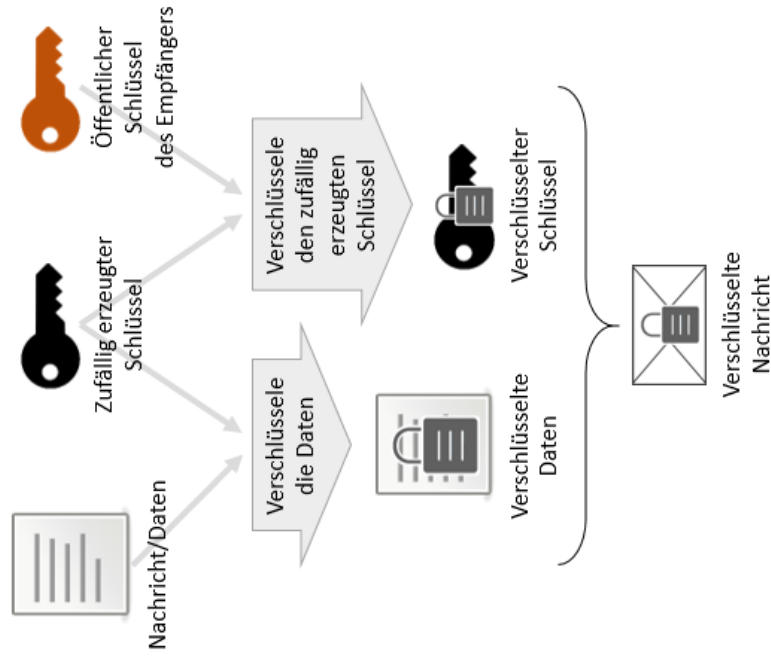 Nachricht/Daten
Zufällig erzeugter
Schlüssel
Öffentlicher
Schlüssel
des Empfängers
Verschlüssele
die Daten
Verschlüssele
den zufällig
erzeugten
Schlüssel
Verschlüsselte
Daten
Verschlüsselter
Schlüssel
Verschlüsselte
Nachricht